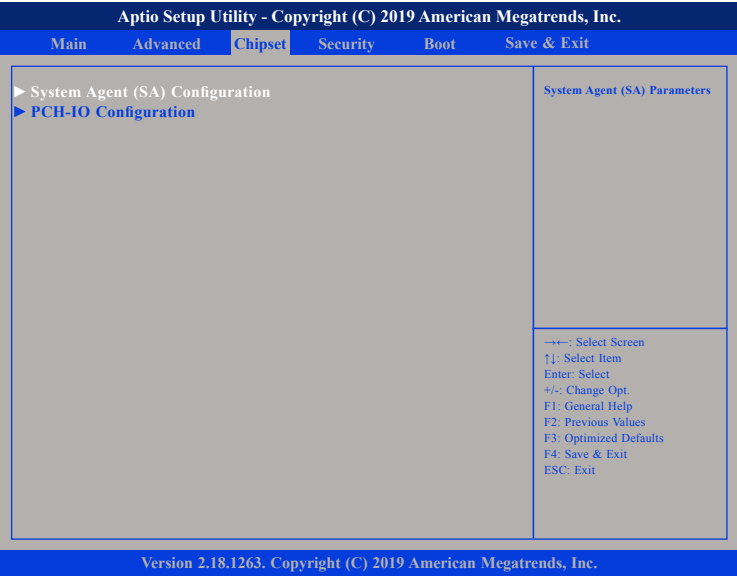 Aptio Setup Utility - Copyright (C) 2019 American Megatrends, Inc.
Main Advanced Chipset Security Boot Save & Exit
► System Agent (SA) Configuration
► PCH-IO Configuration
System Agent (SA) Parameters
→←: Select Screen
↑↓: Select Item
Enter: Select
+/-: Change Opt.
F1: General Help
F2: Previous Values
F3: Optimized Defaults
F4: Save & Exit
ESC: Exit
Version 2.18.1263. Copyright (C) 2019 American Megatrends, Inc.